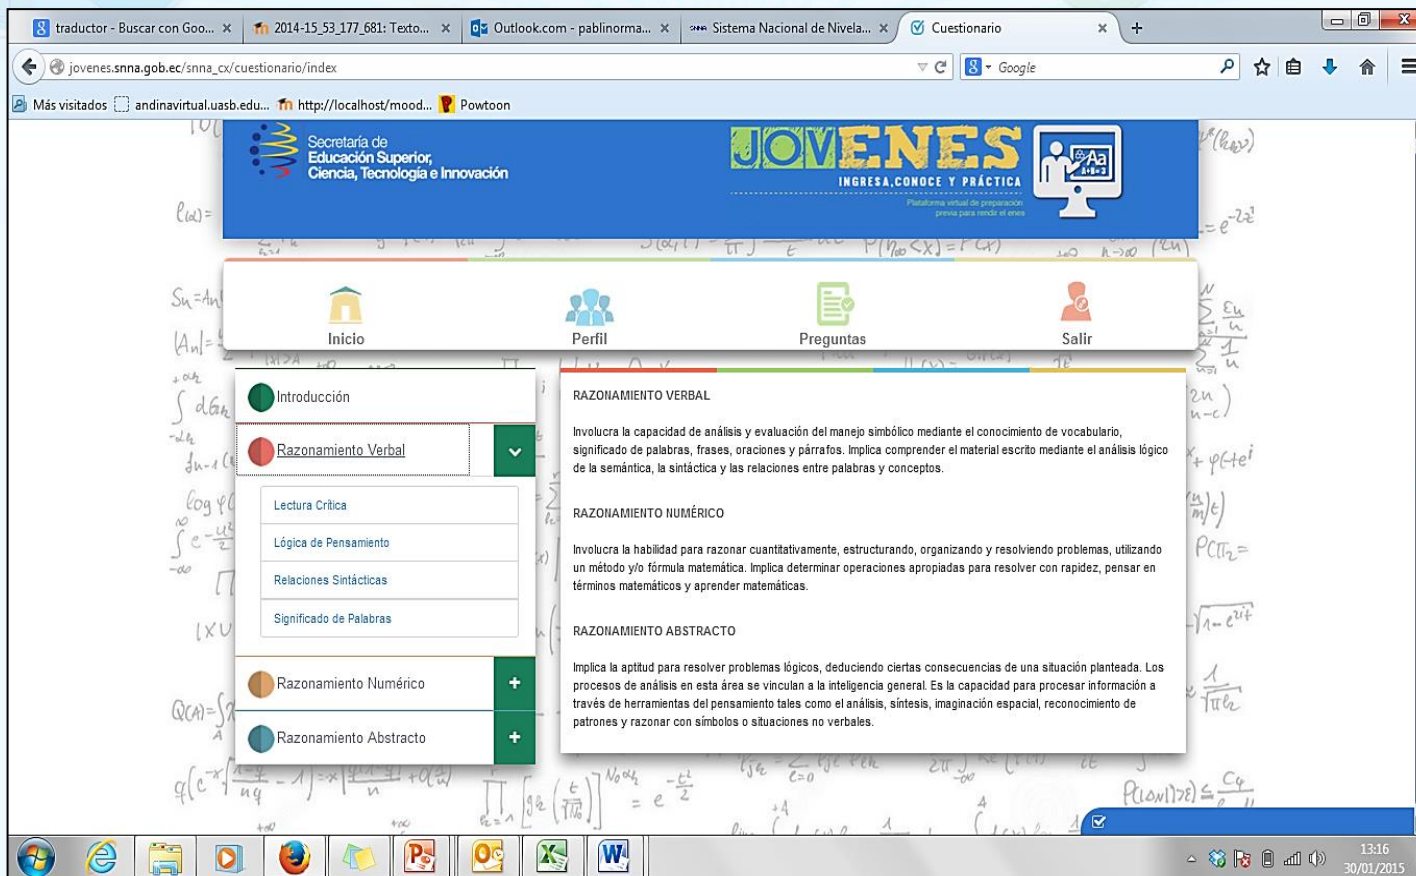 traductor - Buscar con Goo...
2014-15_53_177_681: Texto...
Outlook.com - pablinorma...
Sistema Nacional de Nivela...
Cuestionario
jovenes.snna.gob.ec/snna_cx/cuestionario/index
Google
Más visitados
andinavirtual.uasb.edu...
http://localhost/mood...
Powtoon
Secretaría de
Educación Superior,
Ciencia, Tecnología e Innovación
JOVENES
INGRESA,CONOCE Y PRÁCTICA
Plataforma virtual de preparación
previa para rendir el enes
Aa
A+B=3
Inicio
Perfil
Preguntas
Salir
Introducción
Razonamiento Verbal
Lectura Crítica
Lógica de Pensamiento
Relaciones Sintácticas
Significado de Palabras
Razonamiento Numérico
Razonamiento Abstracto
RAZONAMIENTO VERBAL
Involucra la capacidad de análisis y evaluación del manejo simbólico mediante el conocimiento de vocabulario,
significado de palabras, frases, oraciones y párrafos. Implica comprender el material escrito mediante el análisis lógico
de la semántica, la sintáctica y las relaciones entre palabras y conceptos.
RAZONAMIENTO NUMÉRICO
Involucra la habilidad para razonar cuantitativamente, estructurando, organizando y resolviendo problemas, utilizando
un método y/o fórmula matemática. Implica determinar operaciones apropiadas para resolver con rapidez, pensar en
términos matemáticos y aprender matemáticas.
RAZONAMIENTO ABSTRACTO
Implica la aptitud para resolver problemas lógicos, deduciendo ciertas consecuencias de una situación planteada. Los
procesos de análisis en esta área se vinculan a la inteligencia general. Es la capacidad para procesar información a
través de herramientas del pensamiento tales como el análisis, síntesis, imaginación espacial, reconocimiento de
patrones y razonar con símbolos o situaciones no verbales.
13:16
30/01/2015